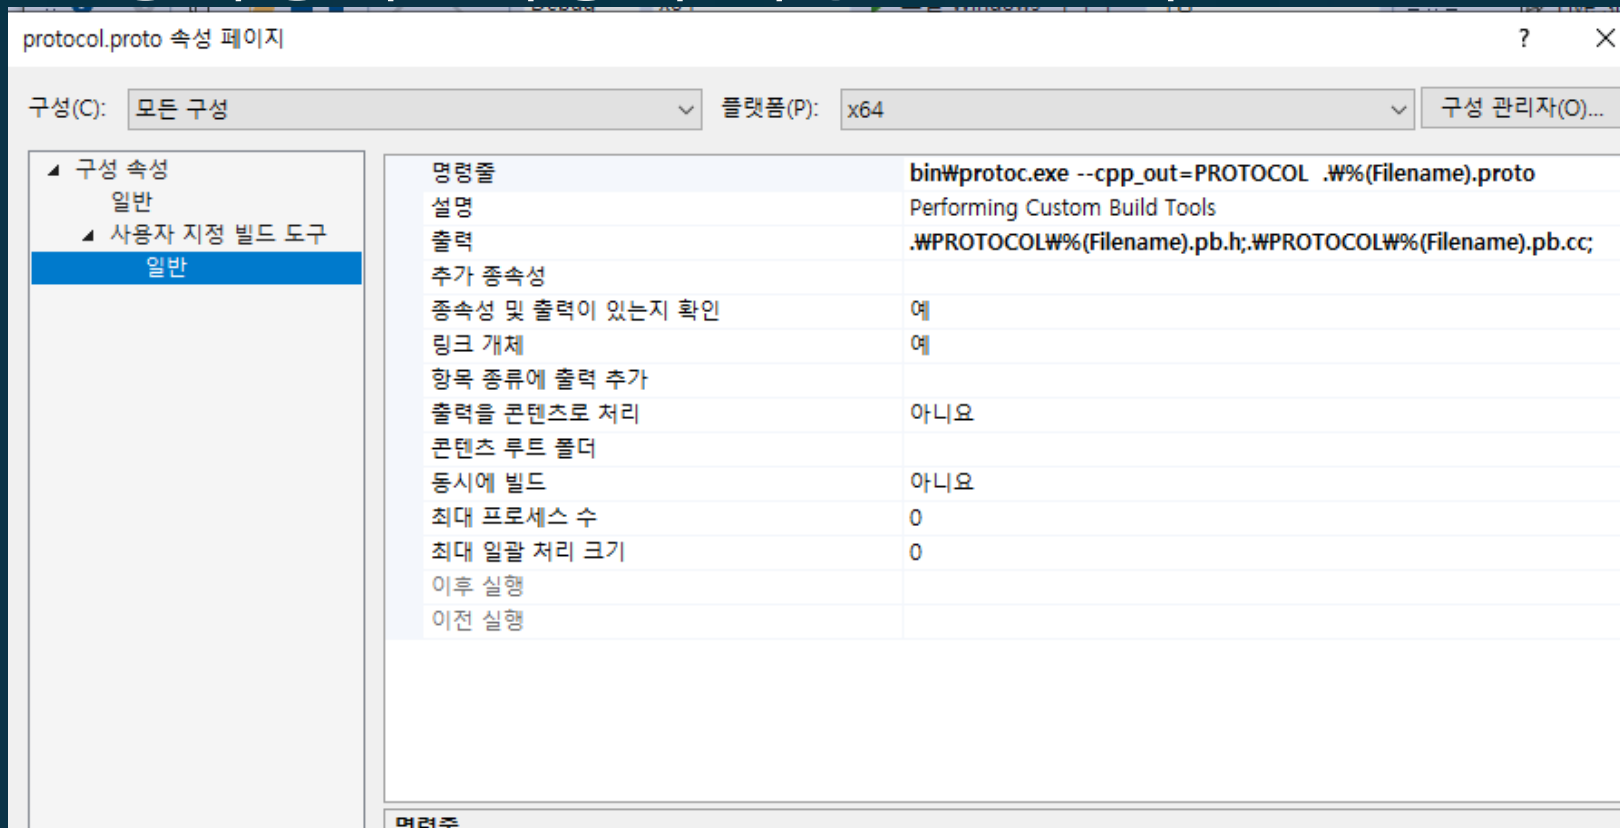 protocol.proto 속성 페이지
?
구성(C): 모든 구성 플랫폼(P): x64 구성 관리자(O)...
구성 속성
일반
사용자 지정 빌드 도구
일반
명령줄 bin₩protoc.exe --cpp_out=PROTOCOL .₩%(Filename).proto
설명 Performing Custom Build Tools
출력 .₩PROTOCOL₩%(Filename).pb.h;.₩PROTOCOL₩%(Filename).pb.cc;
추가 종속성
종속성 및 출력이 있는지 확인 예
링크 개체 예
항목 종류에 출력 추가
출력을 콘텐츠로 처리 아니요
콘텐츠 루트 폴더
동시에 빌드 아니요
최대 프로세스 수 0
최대 일괄 처리 크기 0
이후 실행
이전 실행
명령줄